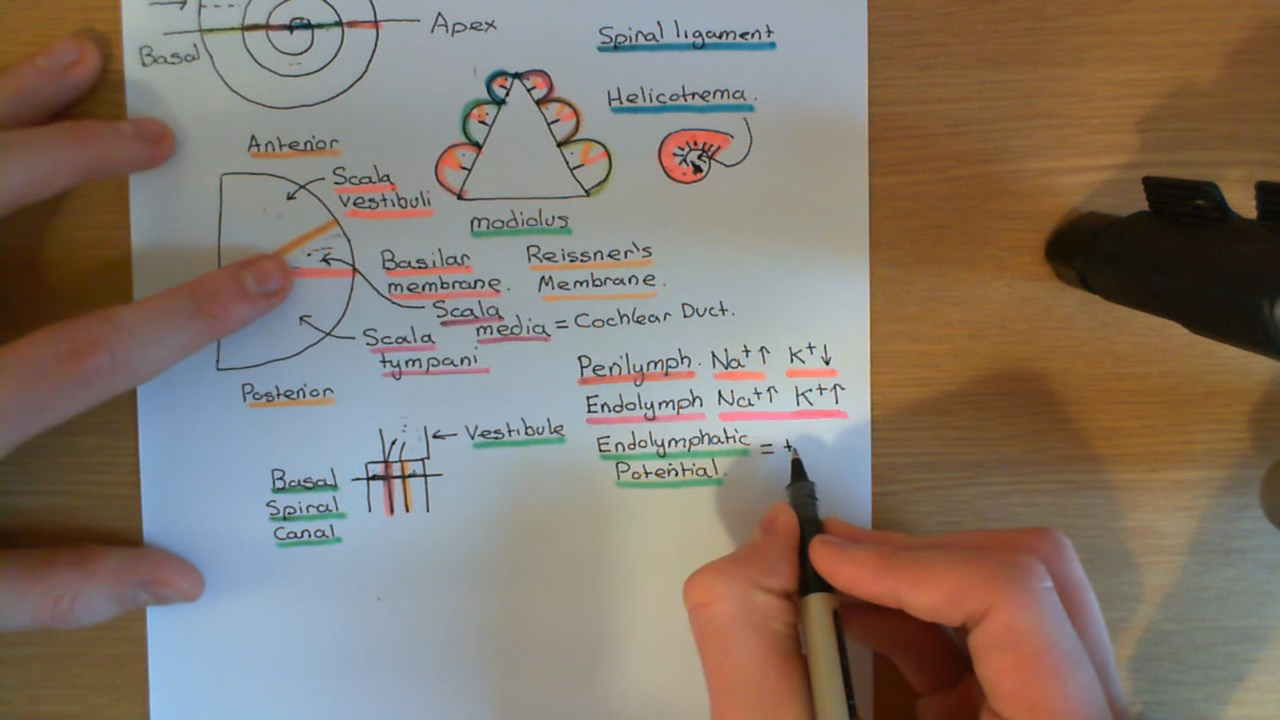 Apex
Basal
Spiral ligament
Helicotrema.
Anterior
Scala
vestibuli
modiolus
Basilar
membrane.
Reissner's
Membrane.
Scala
media = Cochlear Duct.
Scala
tympani
Posterior
Perilymph. Na+↑ K+↓
Endolymph Na+↑ K+↑
Endolymphatic
Potential. = +
Vestibule
Basal
Spiral
Canal